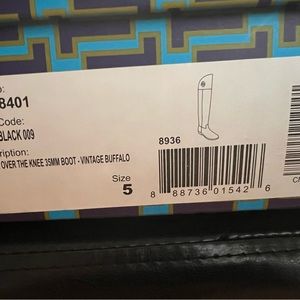 8401
Code:
BLACK 009
ription:
OVER THE KNEE 35MM BOOT - VINTAGE BUFFALO
8936
Size
5
8 88736 01542 6